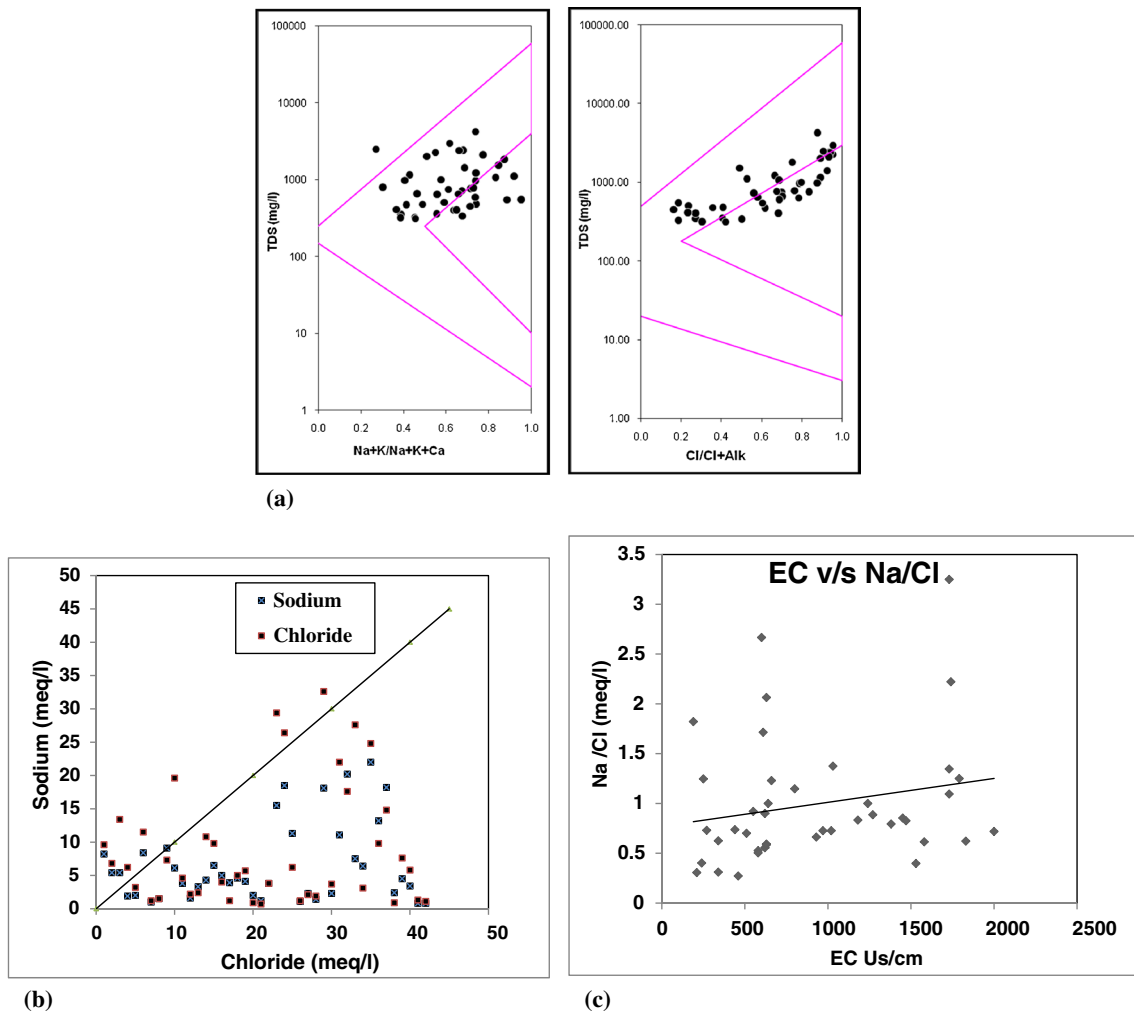 100000
10000
1000
100
10
1
TDS (mg/l)
0.0 0.2 0.4 0.6 0.8 1.0
Na+K/Na+K+Ca
100000.00
10000.00
1000.00
100.00
10.00
1.00
TDS (mg/l)
0.0 0.2 0.4 0.6 0.8 1.0
Cl/Cl+Alk
(a)
50
45
40
35
30
25
20
15
10
5
0
Sodium (meq/l)
Sodium
Chloride
0 10 20 30 40 50
Chloride (meq/l)
(b)
EC v/s Na/Cl
3.5
3
2.5
2
1.5
1
0.5
0
Na /Cl (meq/l)
0 500 1000 1500 2000 2500
EC Us/cm
(c)